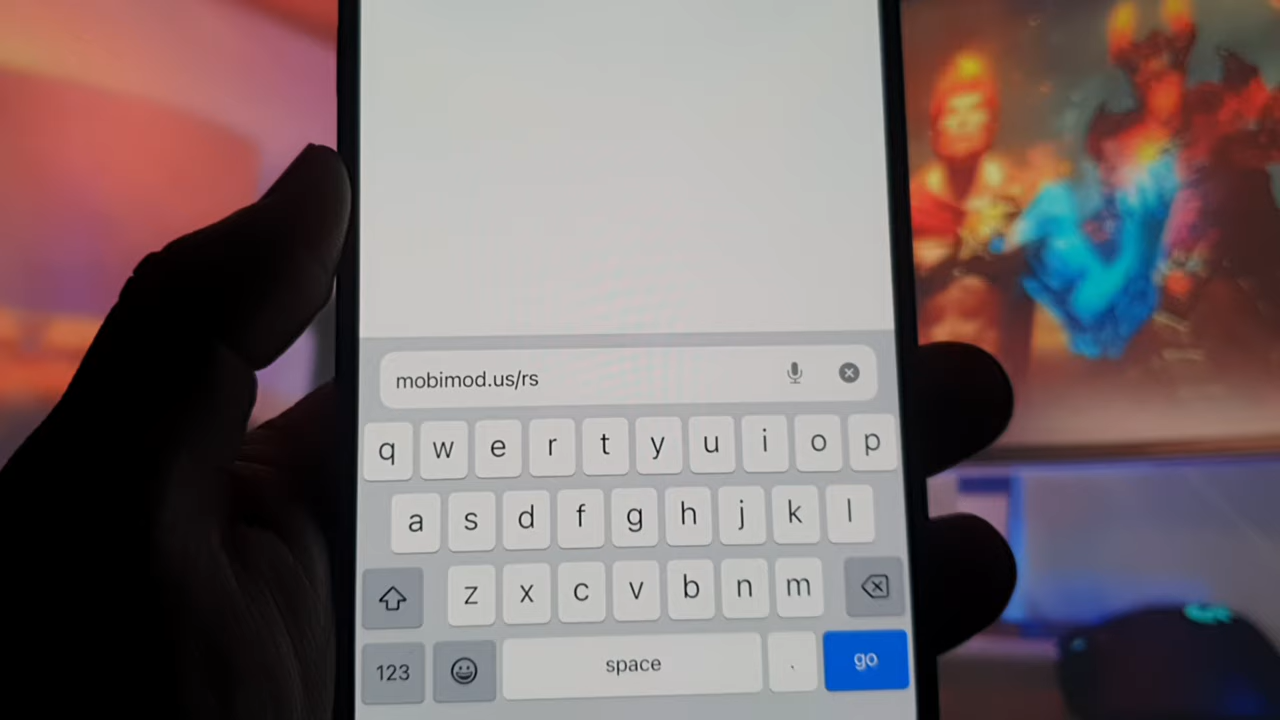 mobimod.us/rs
q w e r t y u i o p
a s d f g h j k l
z x c v b n m
123 space . go